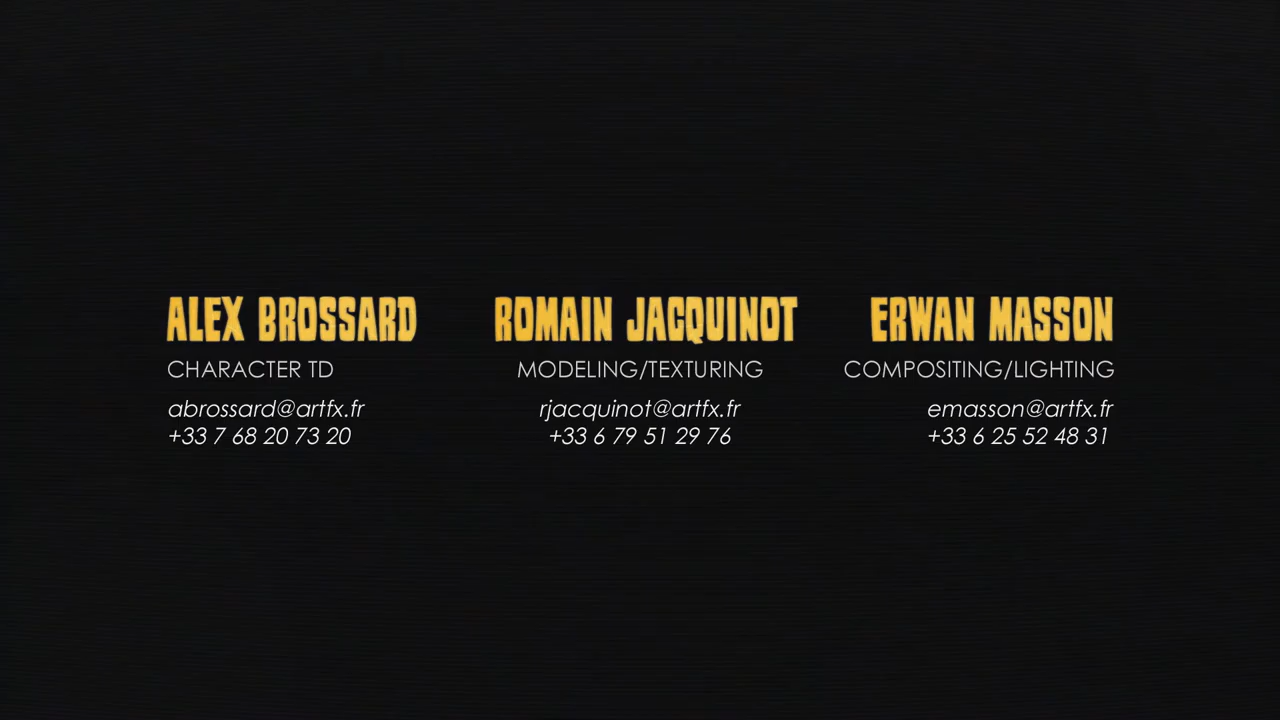 ALEX BROSSARD
CHARACTER TD
abrossard@artfx.fr
+33 7 68 20 73 20
ROMAIN JACQUINOT
MODELING/TEXTURING
rjacquinot@artfx.fr
+33 6 79 51 29 76
ERWAN MASSON
COMPOSITING/LIGHTING
emasson@artfx.fr
+33 6 25 52 48 31